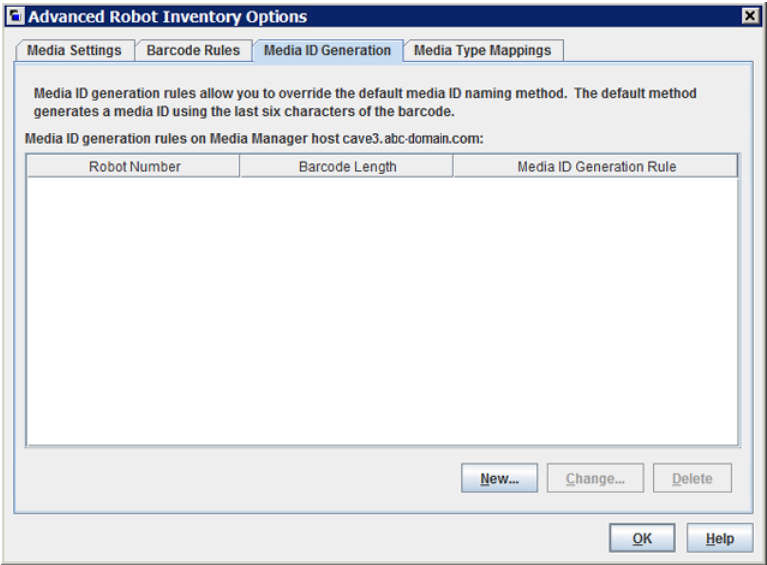 Advanced Robot Inventory Options
Media Settings Barcode Rules Media ID Generation Media Type Mappings
Media ID generation rules allow you to override the default media ID naming method. The default method
generates a media ID using the last six characters of the barcode.
Media ID generation rules on Media Manager host cave3.abc-domain.com:
Robot Number Barcode Length Media ID Generation Rule
New... Change... Delete
OK Help